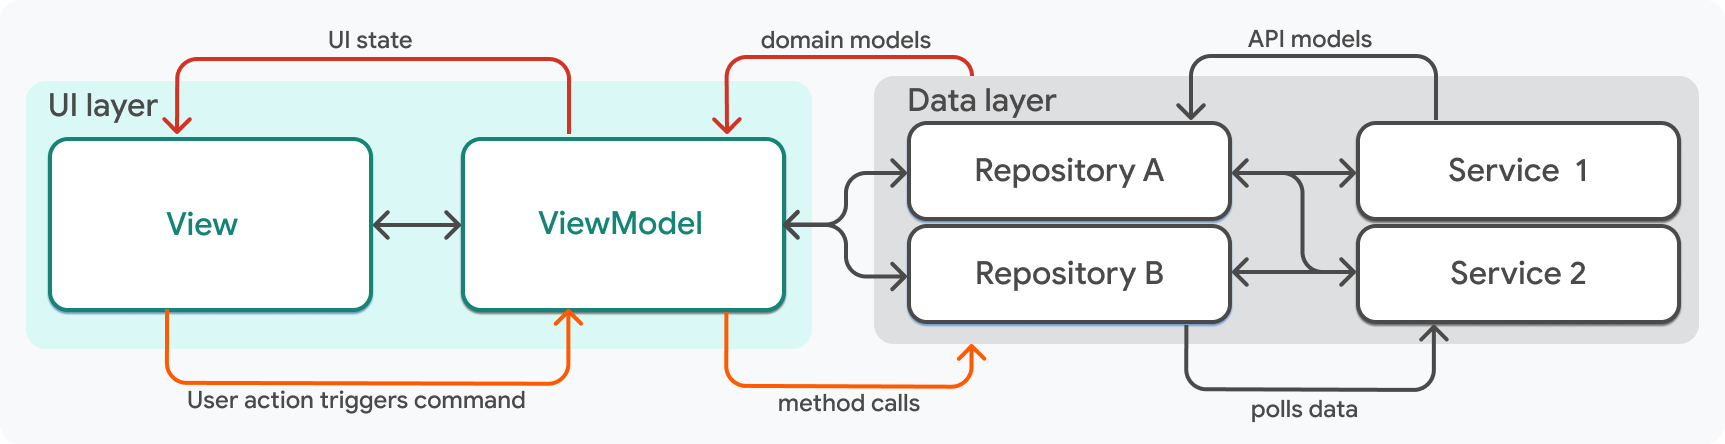 UI state
domain models
API models
UI layer
Data layer
View
ViewModel
Repository A
Service 1
Repository B
Service 2
User action triggers command
method calls
polls data